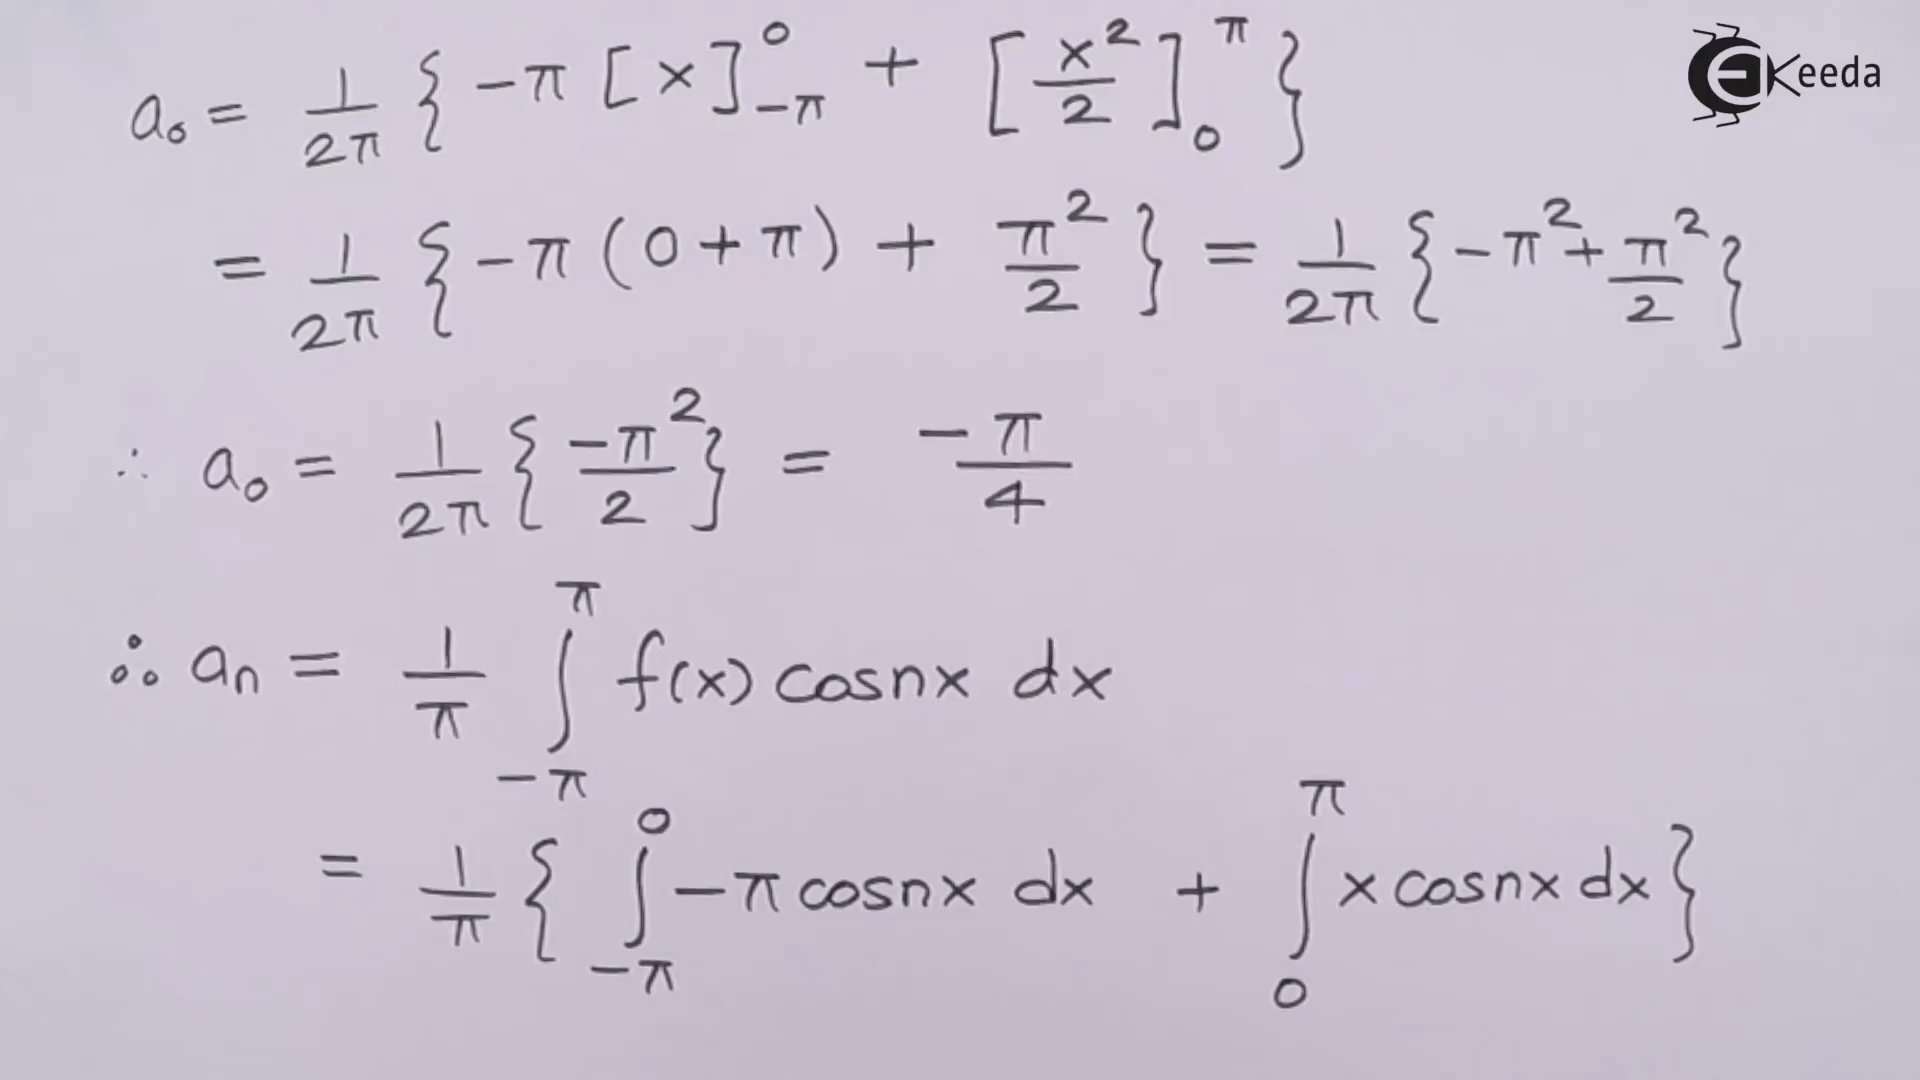 a₀ = 1/2π { -π [x]₋π⁰ + [x²/2]₀^π }
EKeeda
= 1/2π { -π (0+π) + π²/2 } = 1/2π { -π² + π²/2 }
∴ a₀ = 1/2π { -π²/2 } = -π/4
∴ aₙ = 1/π ∫₋π^π f(x) cosnx dx
= 1/π { ∫₋π⁰ -π cosnx dx + ∫₀^π x cosnx dx }